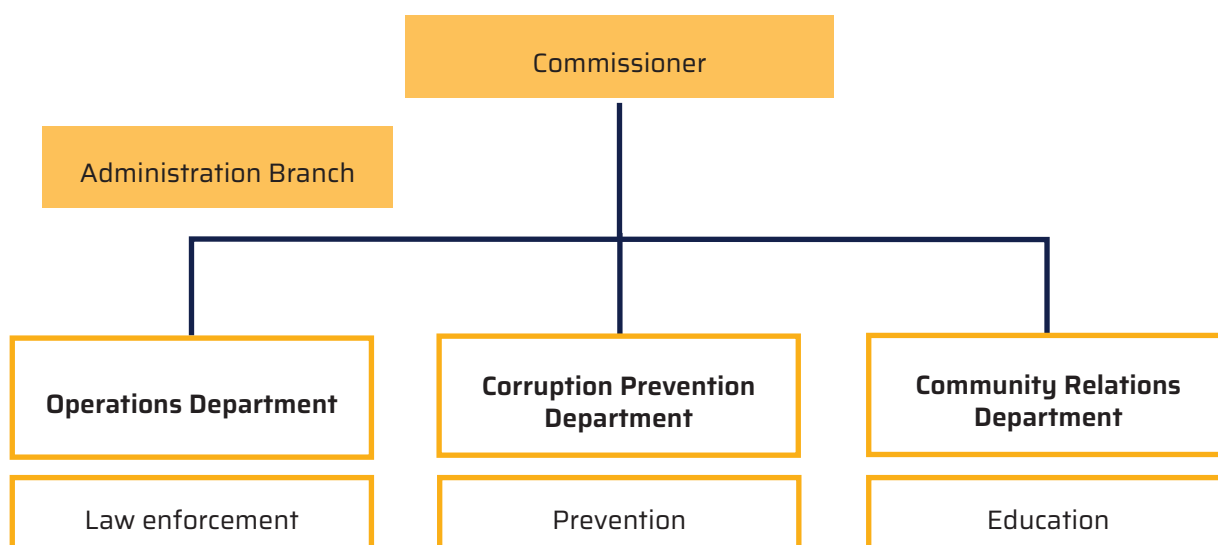 Commissioner
Administration Branch
Operations Department
Corruption Prevention
Department
Community Relations
Department
Law enforcement
Prevention
Education